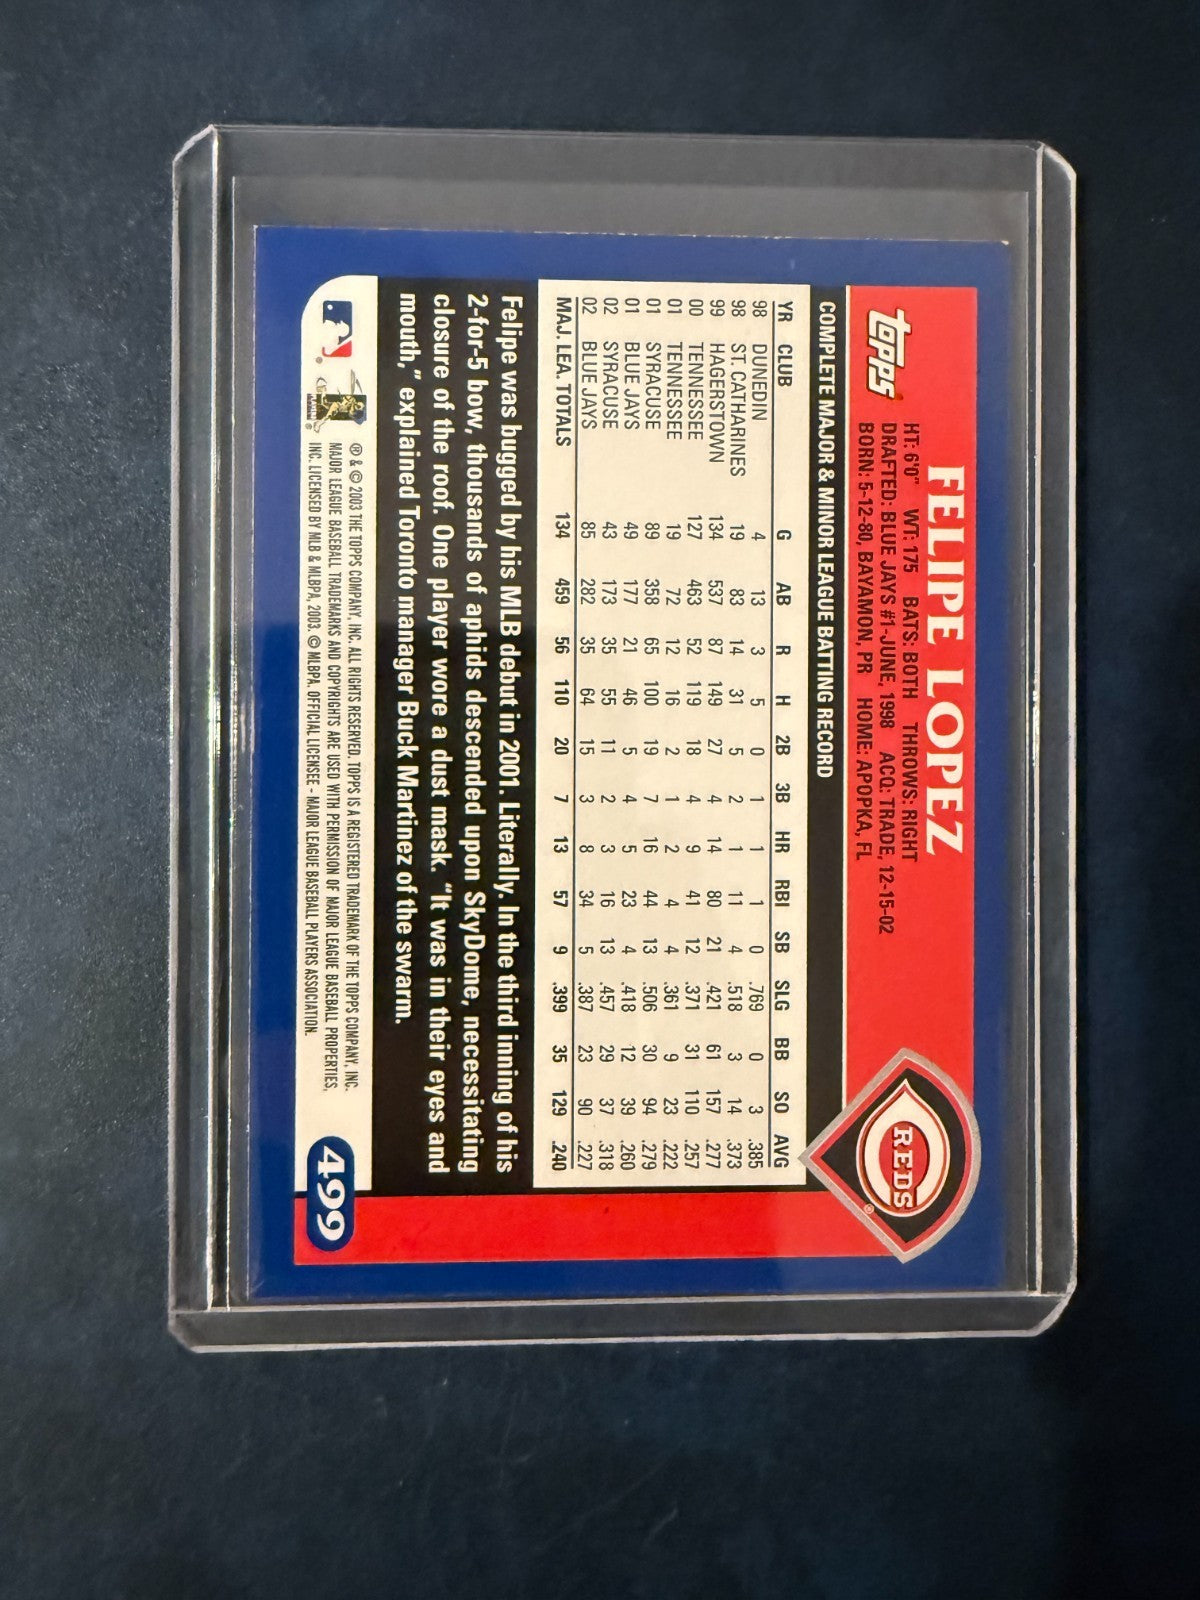 topps
FELIPE LOPEZ
HT: 6'0" WT: 175 BATS: BOTH THROWS: RIGHT
DRAFTED: BLUE JAYS #1-JUNE, 1998 ACQ: TRADE, 12-15-02
BORN: 5-12-80, BAYAMON, PR HOME: APOPKA, FL
REDS
®
COMPLETE MAJOR & MINOR LEAGUE BATTING RECORD
YR CLUB G AB R H 2B 3B HR RBI SB SLG BB SO AVG
98 DUNEDIN 4 13 3 5 0 1 1 1 0 .769 0 3 .385
98 ST. CATHARINES 19 83 14 31 5 2 1 11 4 .518 3 14 .373
99 HAGERSTOWN 134 537 87 149 27 4 14 80 21 .421 61 157 .277
00 TENNESSEE 127 463 52 119 18 4 9 41 12 .371 31 110 .257
01 TENNESSEE 19 72 12 16 2 1 2 4 4 .361 9 23 .222
01 SYRACUSE 89 358 65 100 19 7 16 44 13 .506 30 94 .279
01 BLUE JAYS 49 177 21 46 5 4 5 23 4 .418 12 39 .260
02 SYRACUSE 43 173 35 55 11 2 3 16 13 .457 29 37 .318
02 BLUE JAYS 85 282 35 64 15 3 8 34 5 .387 23 90 .227
MAJ. LEA. TOTALS 134 459 56 110 20 7 13 57 9 .399 35 129 .240
Felipe was bugged by his MLB debut in 2001. Literally. In the third inning of his
2-for-5 bow, thousands of aphids descended upon SkyDome, necessitating
closure of the roof. One player wore a dust mask. "It was in their eyes and
mouth," explained Toronto manager Buck Martinez of the swarm.
® & © 2003 THE TOPPS COMPANY, INC. ALL RIGHTS RESERVED. TOPPS IS A REGISTERED TRADEMARK OF THE TOPPS COMPANY, INC.
MAJOR LEAGUE BASEBALL TRADEMARKS AND COPYRIGHTS ARE USED WITH PERMISSION OF MAJOR LEAGUE BASEBALL PROPERTIES,
INC. LICENSED BY MLB & MLBPA, 2003. © MLBPA. OFFICIAL LICENSEE - MAJOR LEAGUE BASEBALL PLAYERS ASSOCIATION.
499